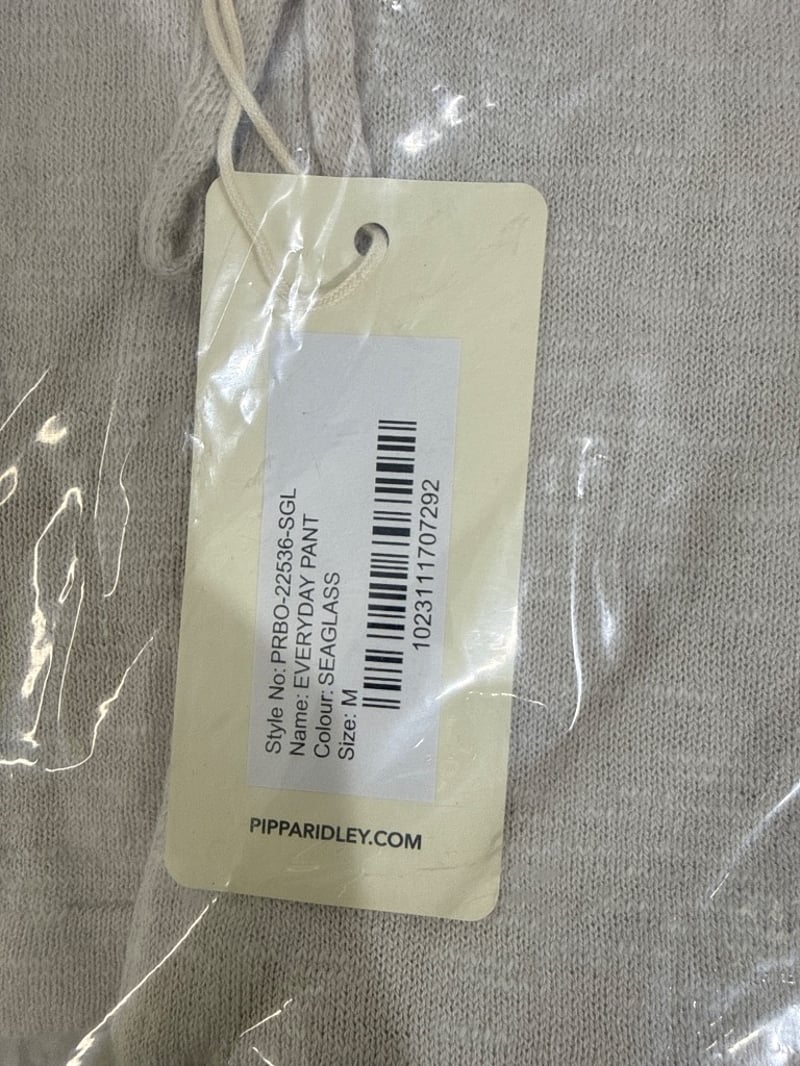 Style No: PRBO-22536-SGL
Name: EVERYDAY PANT
Colour: SEAGLASS
Size: M
1023111707292
PIPPARIDLEY.COM